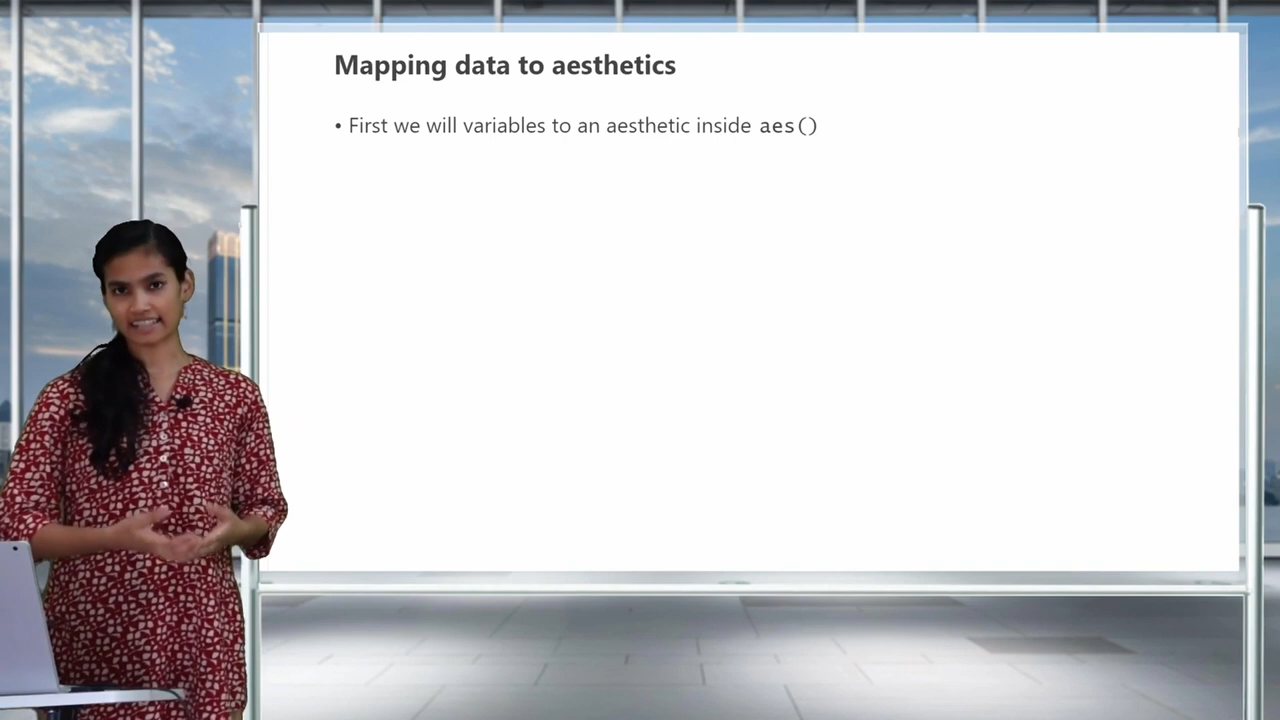 Mapping data to aesthetics
• First we will variables to an aesthetic inside aes()